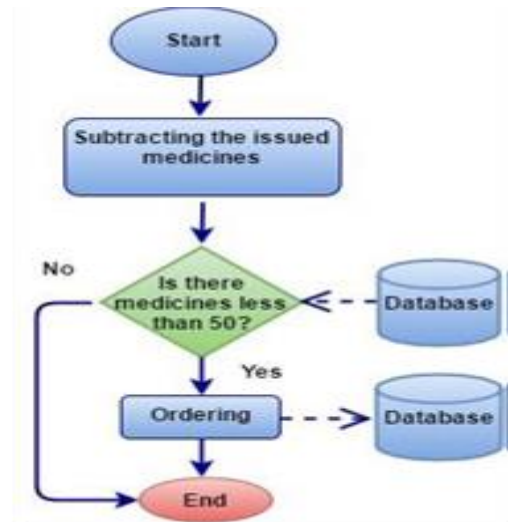 Start
Subtracting the issued
medicines
No
Is there
medicines less
than 50?
Database
Yes
Ordering
Database
End